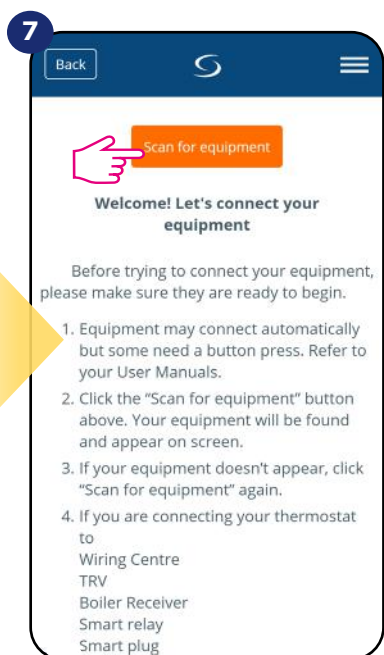 7
Back
Scan for equipment
Welcome! Let's connect your
equipment
Before trying to connect your equipment,
please make sure they are ready to begin.
1. Equipment may connect automatically
but some need a button press. Refer to
your User Manuals.
2. Click the “Scan for equipment” button
above. Your equipment will be found
and appear on screen.
3. If your equipment doesn't appear, click
“Scan for equipment” again.
4. If you are connecting your thermostat
to
Wiring Centre
TRV
Boiler Receiver
Smart relay
Smart plug